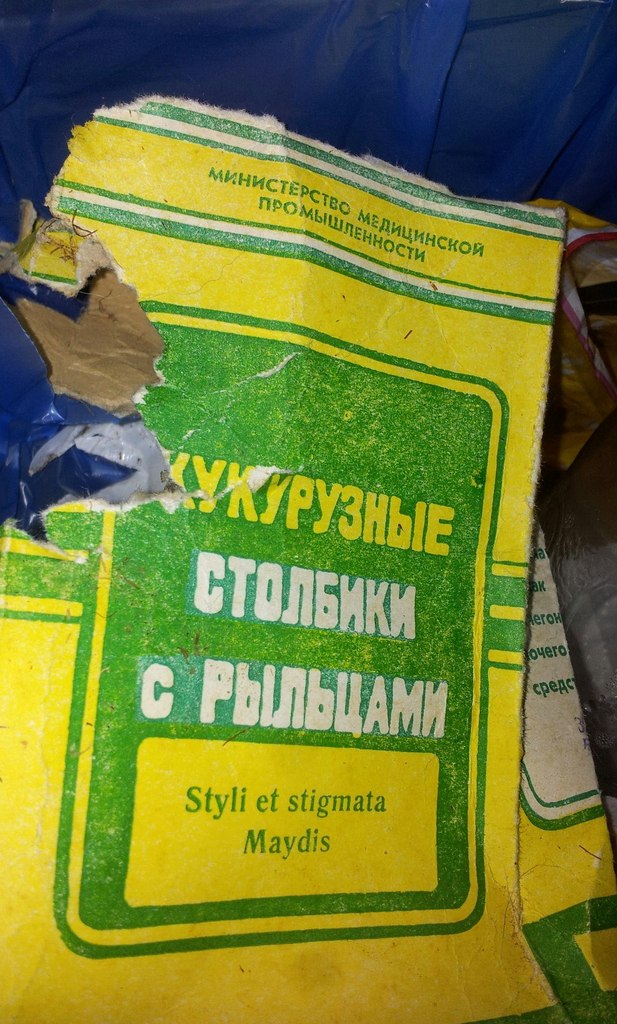 МИНИСТЕРСТВО МЕДИЦИНСКОЙ
ПРОМЫШЛЕННОСТИ
КУКУРУЗНЫЕ
СТОЛБИКИ
С РЫЛЬЦАМИ
Styli et stigmata
Maydis